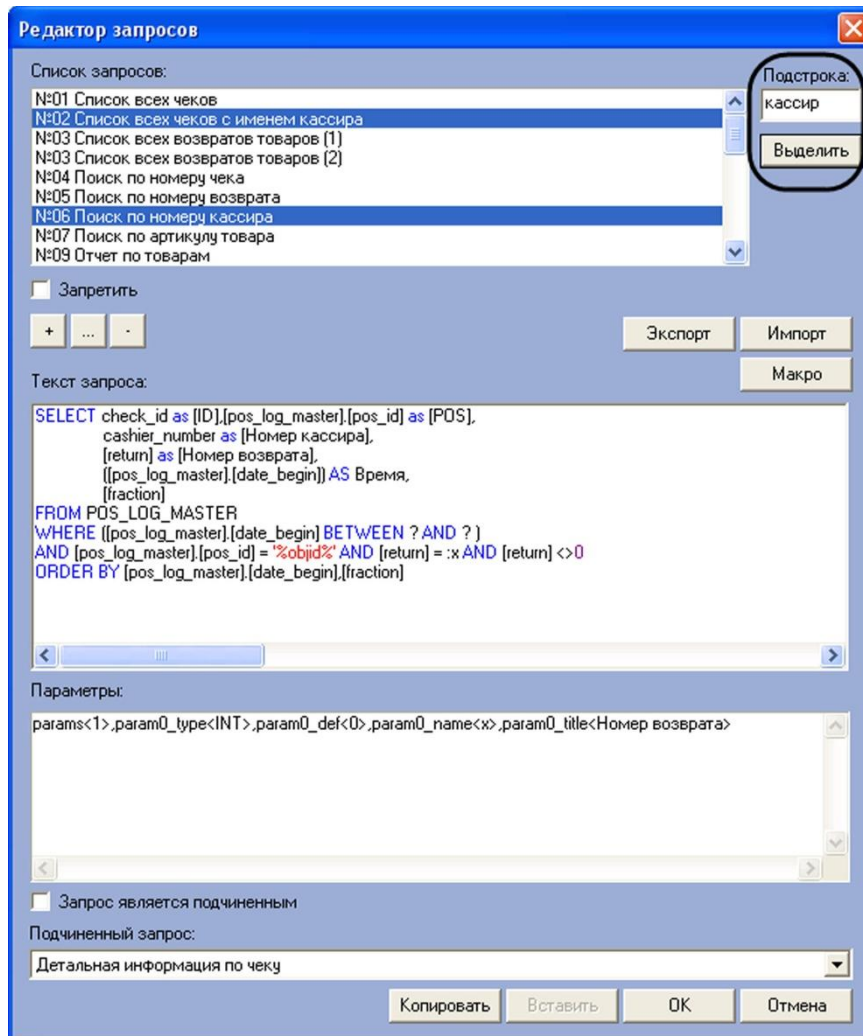 Редактор запросов
Список запросов:
№01 Список всех чеков
№02 Список всех чеков с именем кассира
№03 Список всех возвратов товаров (1)
№03 Список всех возвратов товаров (2)
№04 Поиск по номеру чека
№05 Поиск по номеру возврата
№06 Поиск по номеру кассира
№07 Поиск по артикулу товара
№09 Отчет по товарам
Подстрока:
кассир
Выделить
Запретить
+ ... -
Экспорт Импорт
Макро
Текст запроса:
SELECT check_id as [ID],[pos_log_master].[pos_id] as [POS],
cashier_number as [Номер кассира],
[return] as [Номер возврата],
([pos_log_master].[date_begin]) AS Время,
[fraction]
FROM POS_LOG_MASTER
WHERE ([pos_log_master].[date_begin] BETWEEN ? AND ? )
AND [pos_log_master].[pos_id] = '%objid%' AND [return] = :x AND [return] <>0
ORDER BY [pos_log_master].[date_begin],[fraction]
Параметры:
params<1>,param0_type<INT>,param0_def<0>,param0_name<x>,param0_title<Номер возврата>
Запрос является подчиненным
Подчиненный запрос:
Детальная информация по чеку
Копировать Вставить OK Отмена